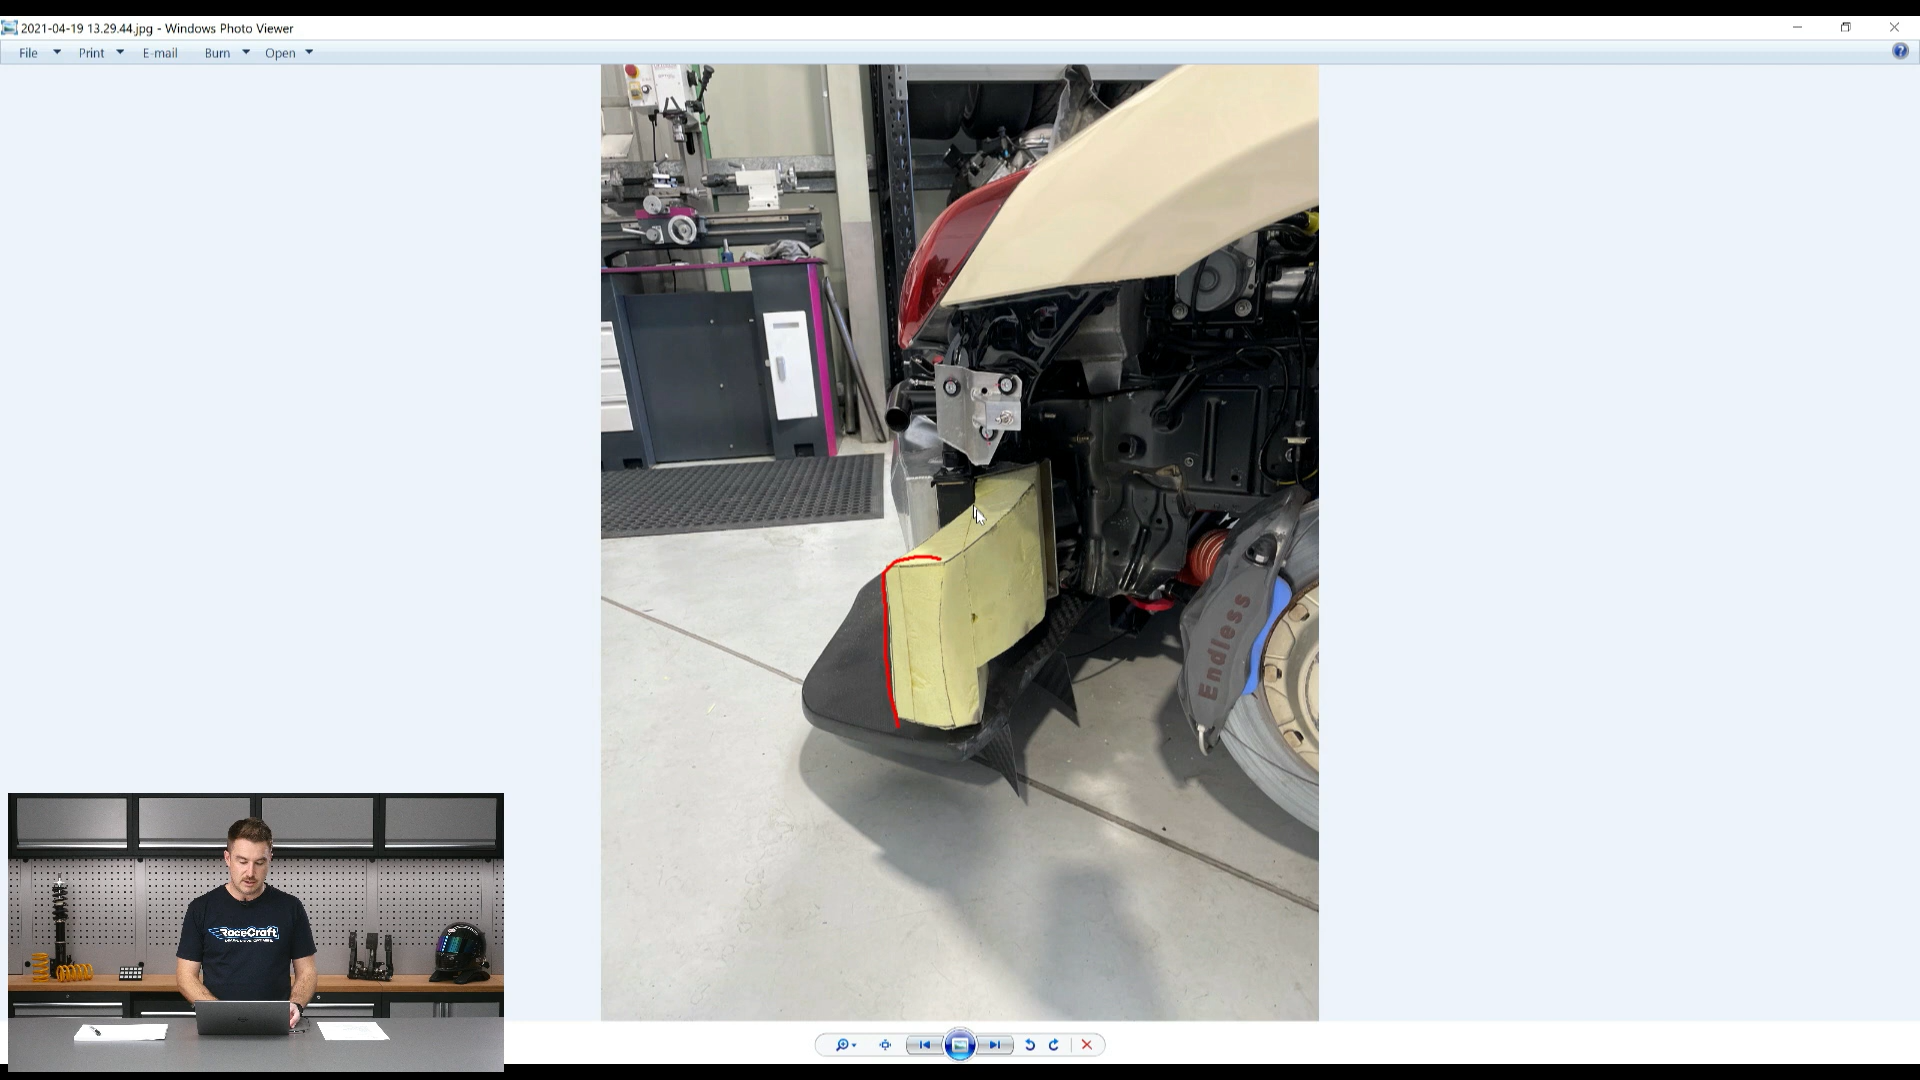 2021-04-19 13.29.44.jpg - Windows Photo Viewer
File Print E-mail Burn Open
Endless
RaceCraft